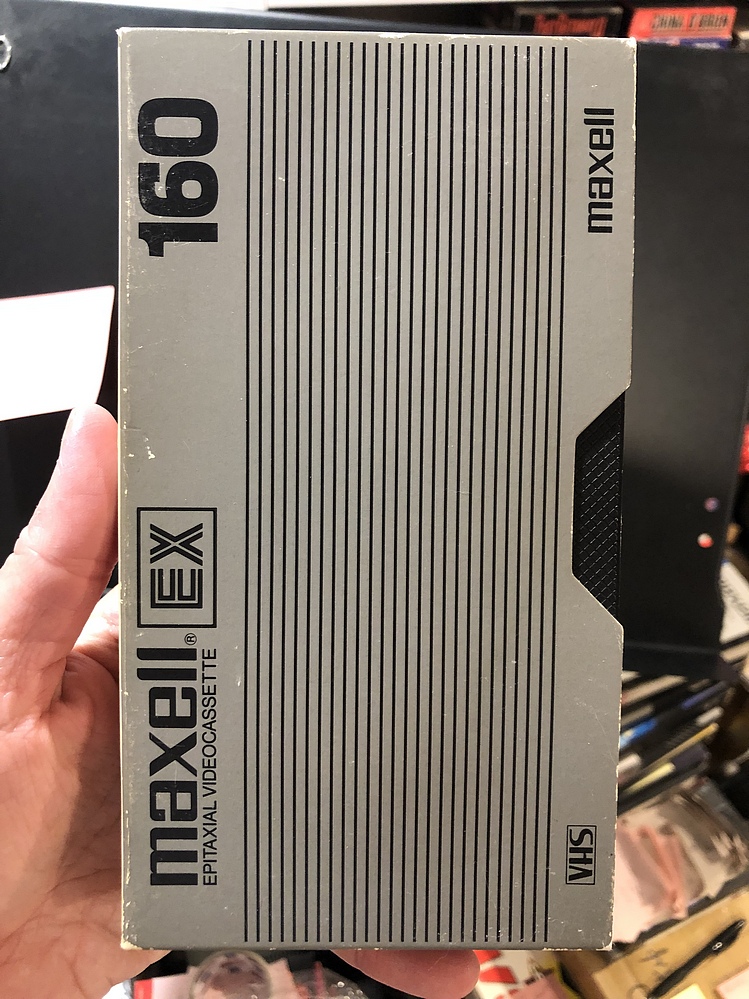 maxell® EX 160
EPITAXIAL VIDEOCASSETTE
VHS maxell